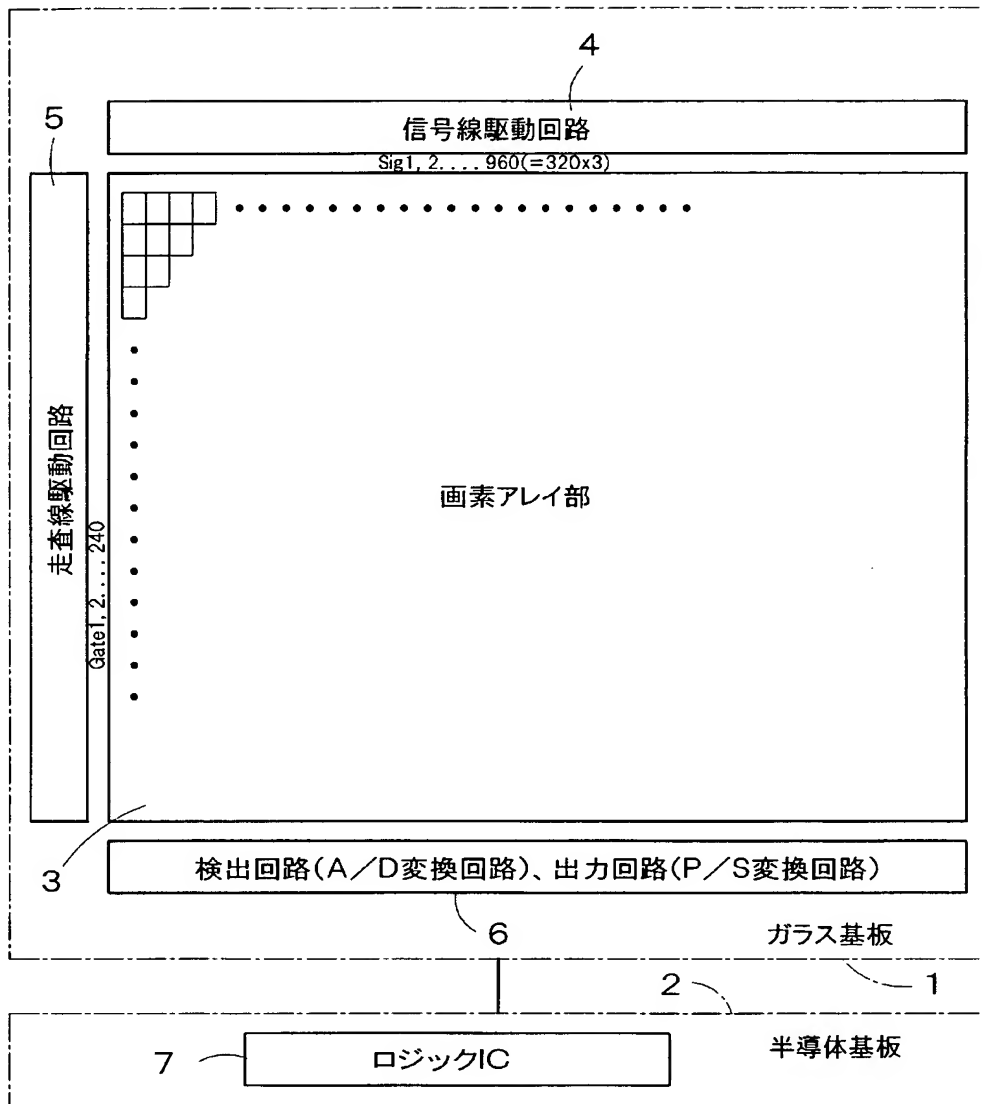 4
5
信号線駆動回路
Sig1, 2.... 960(=320x3)
走査線駆動回路
Gate1, 2.... 240
画素アレイ部
3
検出回路(A/D変換回路)、出力回路(P/S変換回路)
6
ガラス基板
1
2
半導体基板
7
ロジックIC